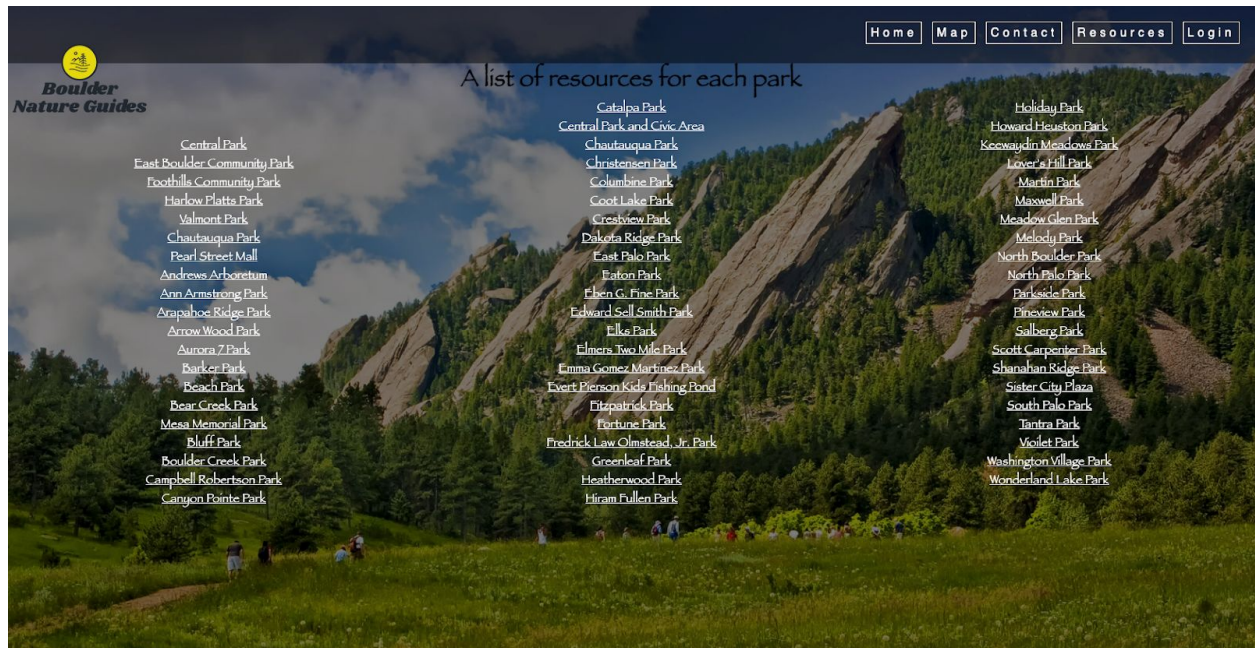 Home Map Contact Resources Login
Boulder
Nature Guides
A list of resources for each park
Central Park
East Boulder Community Park
Foothills Community Park
Harlow Platts Park
Valmont Park
Chautauqua Park
Pearl Street Mall
Andrews Arboretum
Ann Armstrong Park
Arapahoe Ridge Park
Arrow Wood Park
Aurora 7 Park
Barker Park
Beach Park
Bear Creek Park
Mesa Memorial Park
Bluff Park
Boulder Creek Park
Campbell Robertson Park
Canyon Pointe Park
Catalpa Park
Central Park and Civic Area
Chautauqua Park
Christensen Park
Columbine Park
Coot Lake Park
Crestview Park
Dakota Ridge Park
East Palo Park
Eaton Park
Eben G. Fine Park
Edward Sell Smith Park
Elks Park
Elmers Two Mile Park
Emma Gomez Martinez Park
Evert Pierson Kids Fishing Pond
Fitzpatrick Park
Fortune Park
Fredrick Law Olmstead, Jr. Park
Greenleaf Park
Heatherwood Park
Hiram Fullen Park
Holiday Park
Howard Heuston Park
Keewaydin Meadows Park
Lover's Hill Park
Martin Park
Maxwell Park
Meadow Glen Park
Melody Park
North Boulder Park
North Palo Park
Parkside Park
Pineview Park
Salberg Park
Scott Carpenter Park
Shanahan Ridge Park
Sister City Plaza
South Palo Park
Tantra Park
Vioilet Park
Washington Village Park
Wonderland Lake Park